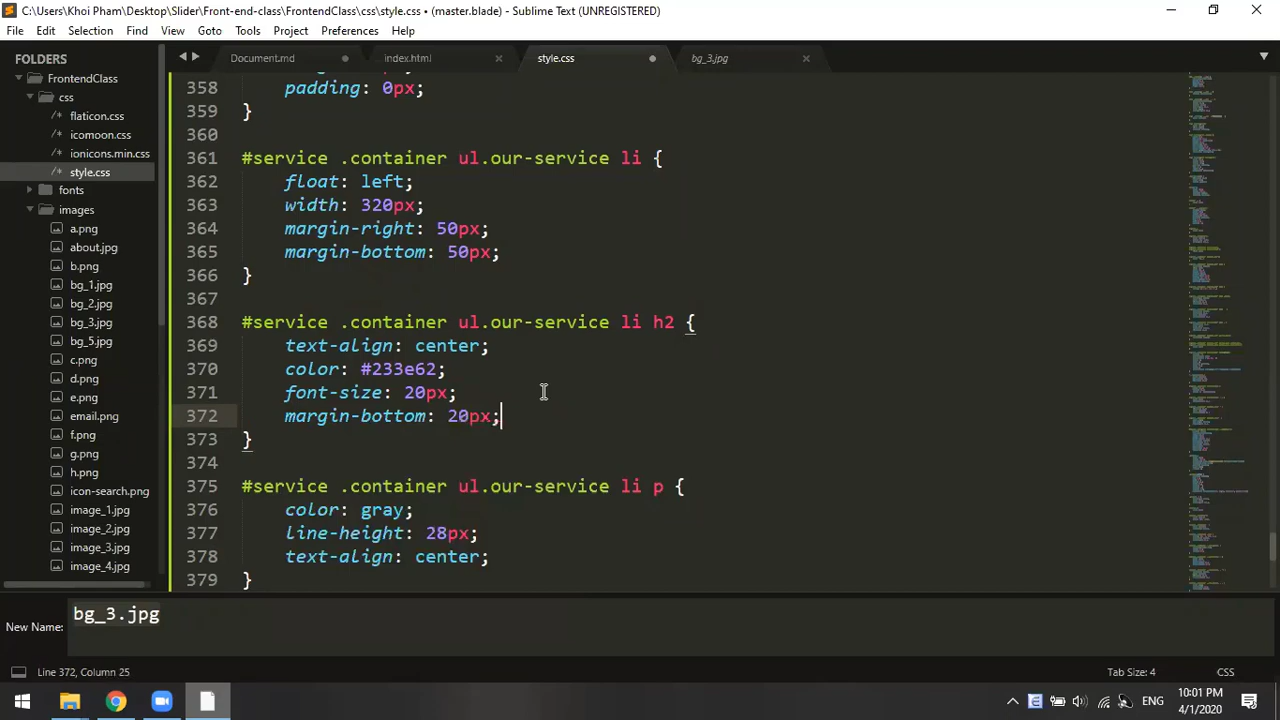 C:\Users\Khoi Pham\Desktop\Slider\Front-end-class\FrontendClass\css\style.css • (master.blade) - Sublime Text (UNREGISTERED)
File Edit Selection Find View Goto Tools Project Preferences Help
FOLDERS
FrontendClass
css
/* flaticon.css
/* icomoon.css
/* ionicons.min.css
/* style.css
fonts
images
a.png
about.jpg
b.png
bg_1.jpg
bg_2.jpg
bg_3.jpg
bg_5.jpg
c.png
d.png
e.png
email.png
f.png
g.png
h.png
icon-search.png
image_1.jpg
image_2.jpg
image_3.jpg
image_4.jpg
Document.md index.html style.css bg_3.jpg
358 padding: 0px;
359 }
360
361 #service .container ul.our-service li {
362 float: left;
363 width: 320px;
364 margin-right: 50px;
365 margin-bottom: 50px;
366 }
367
368 #service .container ul.our-service li h2 {
369 text-align: center;
370 color: #233e62;
371 font-size: 20px;
372 margin-bottom: 20px;
373 }
374
375 #service .container ul.our-service li p {
376 color: gray;
377 line-height: 28px;
378 text-align: center;
379 }
New Name: bg_3.jpg
Line 372, Column 25 Tab Size: 4 CSS
ENG 10:01 PM
4/1/2020